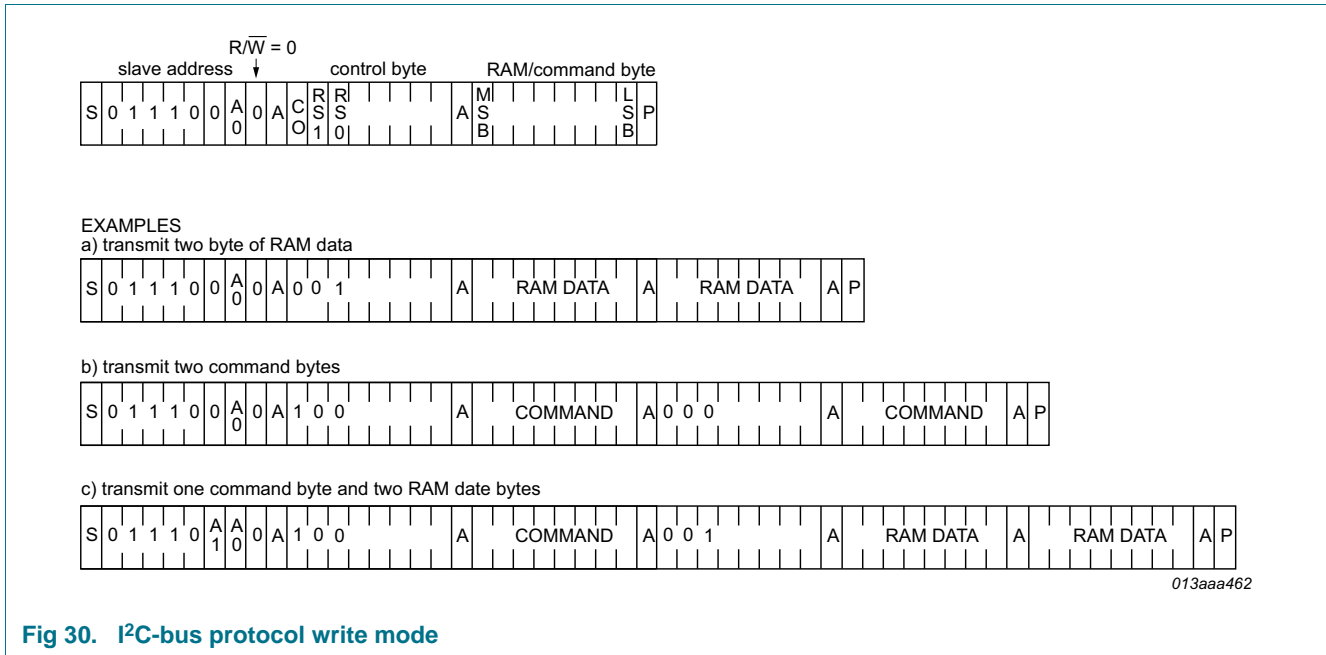 R/W = 0
slave address control byte RAM/command byte
S 0 1 1 1 0 0 A0 0 A CO RS1 RS0 A MSB LSB P
EXAMPLES
a) transmit two byte of RAM data
S 0 1 1 1 0 0 A0 0 A 0 0 1 A RAM DATA A RAM DATA A P
b) transmit two command bytes
S 0 1 1 1 0 0 A0 0 A 1 0 0 A COMMAND A 0 0 0 A COMMAND A P
c) transmit one command byte and two RAM date bytes
S 0 1 1 1 0 A1 A0 0 A 1 0 0 A COMMAND A 0 0 1 A RAM DATA A RAM DATA A P
013aaa462
Fig 30. I²C-bus protocol write mode